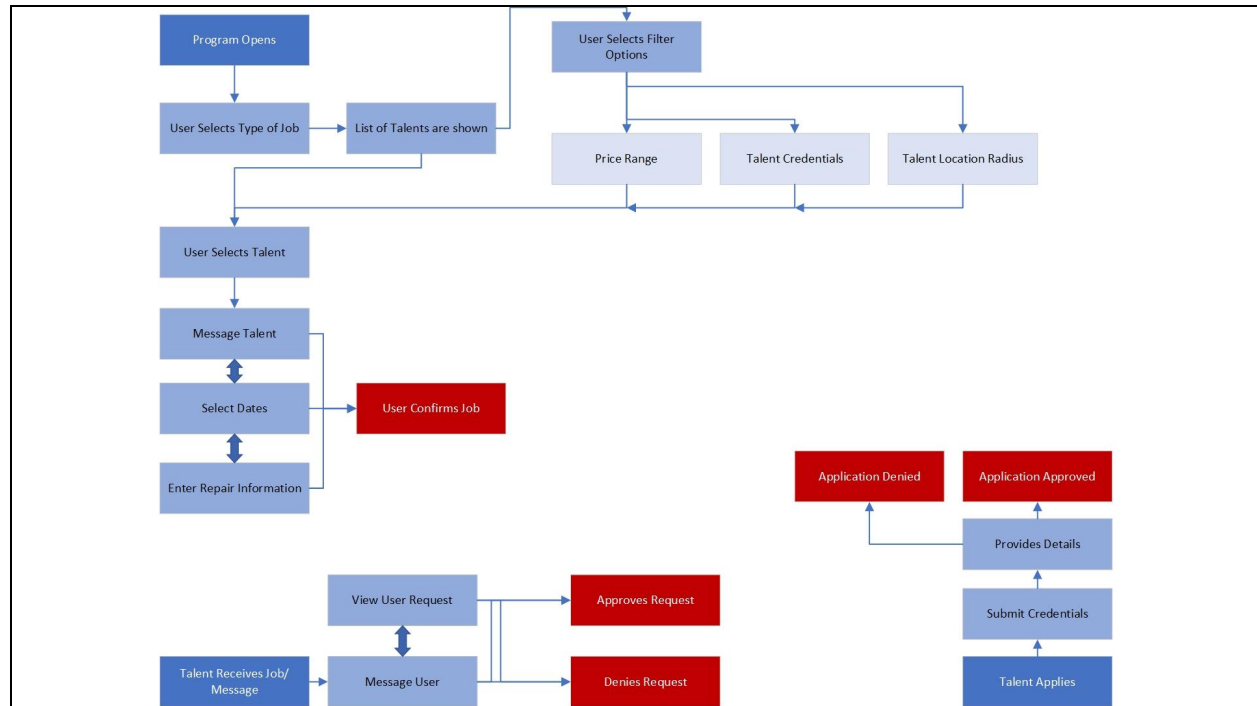 Program Opens
User Selects Filter
Options
User Selects Type of Job
List of Talents are shown
Price Range
Talent Credentials
Talent Location Radius
User Selects Talent
Message Talent
Select Dates
User Confirms Job
Enter Repair Information
Application Denied
Application Approved
Provides Details
View User Request
Approves Request
Submit Credentials
Talent Receives Job/
Message
Message User
Denies Request
Talent Applies